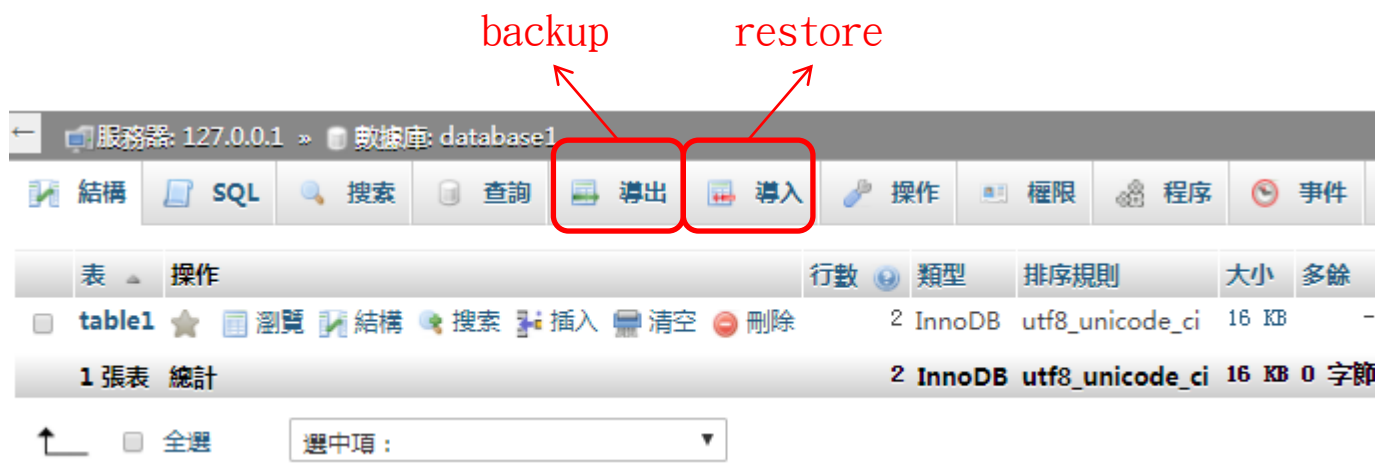 backup restore
← 服務器: 127.0.0.1 » 數據庫: database1
結構 SQL 搜索 查詢 導出 導入 操作 權限 程序 事件
表 操作 行數 類型 排序規則 大小 多餘
table1 瀏覽 結構 搜索 插入 清空 刪除 2 InnoDB utf8_unicode_ci 16 KB -
1 張表 總計 2 InnoDB utf8_unicode_ci 16 KB 0 字節
全選 選中項：